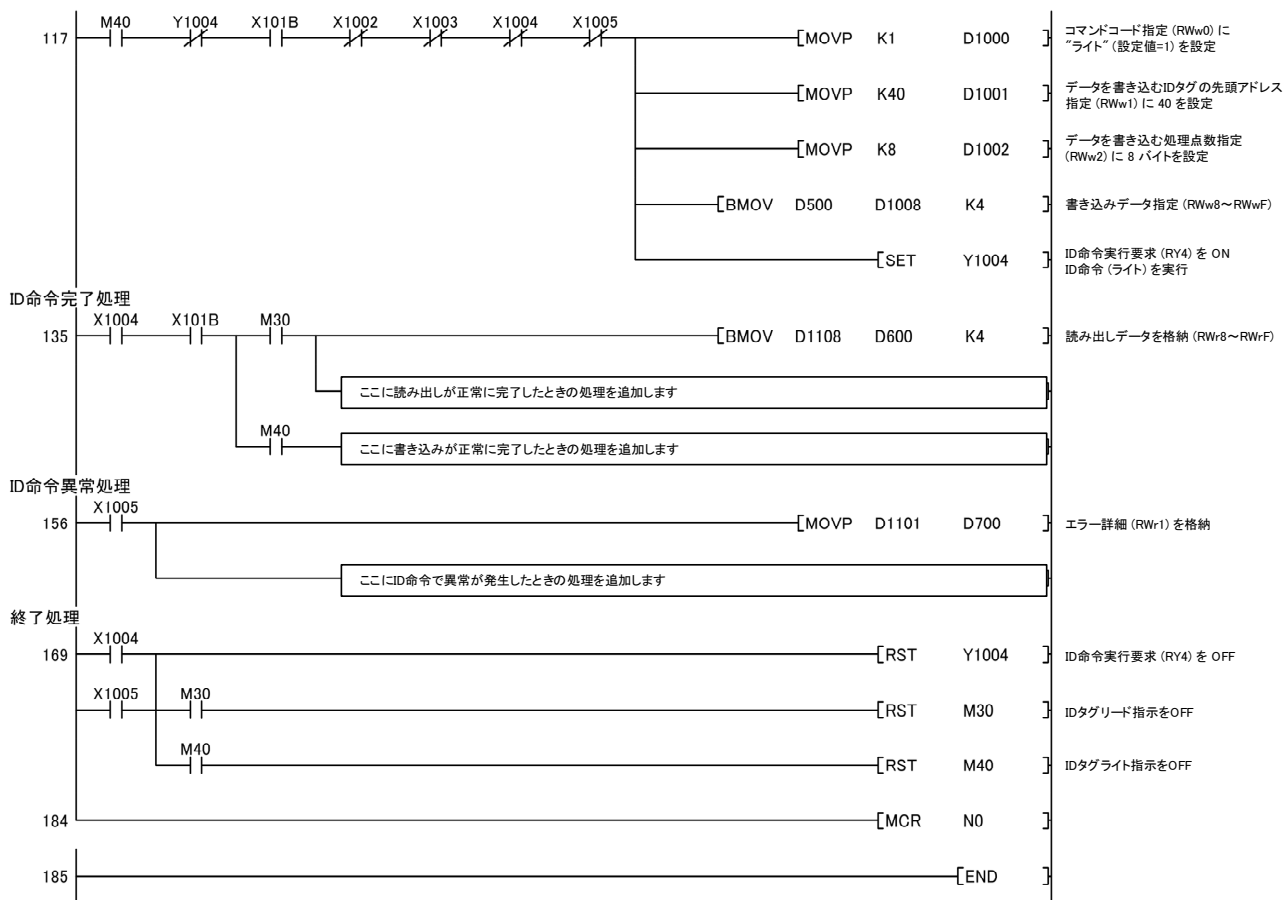 M40 Y1004 X101B X1002 X1003 X1004 X1005
117 [MOVP K1 D1000 ] コマンドコード指定 (RWw0) に
"ライト" (設定値=1) を設定
[MOVP K40 D1001 ] データを書き込むIDタグの先頭アドレス
指定 (RWw1) に 40 を設定
[MOVP K8 D1002 ] データを書き込む処理点数指定
(RWw2) に 8 バイトを設定
[BMOV D500 D1008 K4 ] 書き込みデータ指定 (RWw8~RWwF)
[SET Y1004 ] ID命令実行要求 (RY4) を ON
ID命令 (ライト) を実行
ID命令完了処理
X1004 X101B M30
135 [BMOV D1108 D600 K4 ] 読み出しデータを格納 (RWr8~RWrF)
ここに読み出しが正常に完了したときの処理を追加します
M40
ここに書き込みが正常に完了したときの処理を追加します
ID命令異常処理
X1005
156 [MOVP D1101 D700 ] エラー詳細 (RWr1) を格納
ここにID命令で異常が発生したときの処理を追加します
終了処理
X1004
169 [RST Y1004 ] ID命令実行要求 (RY4) を OFF
X1005 M30
[RST M30 ] IDタグリード指示をOFF
M40
[RST M40 ] IDタグライト指示をOFF
184 [MCR N0 ]
185 [END ]